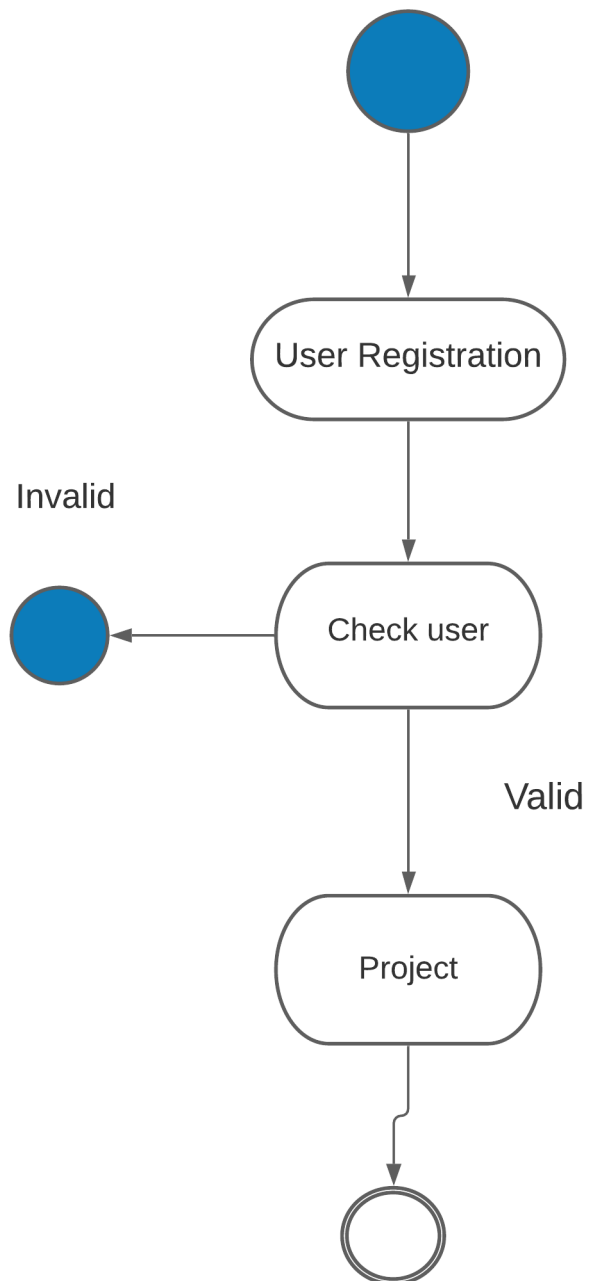 User Registration
Invalid
Check user
Valid
Project